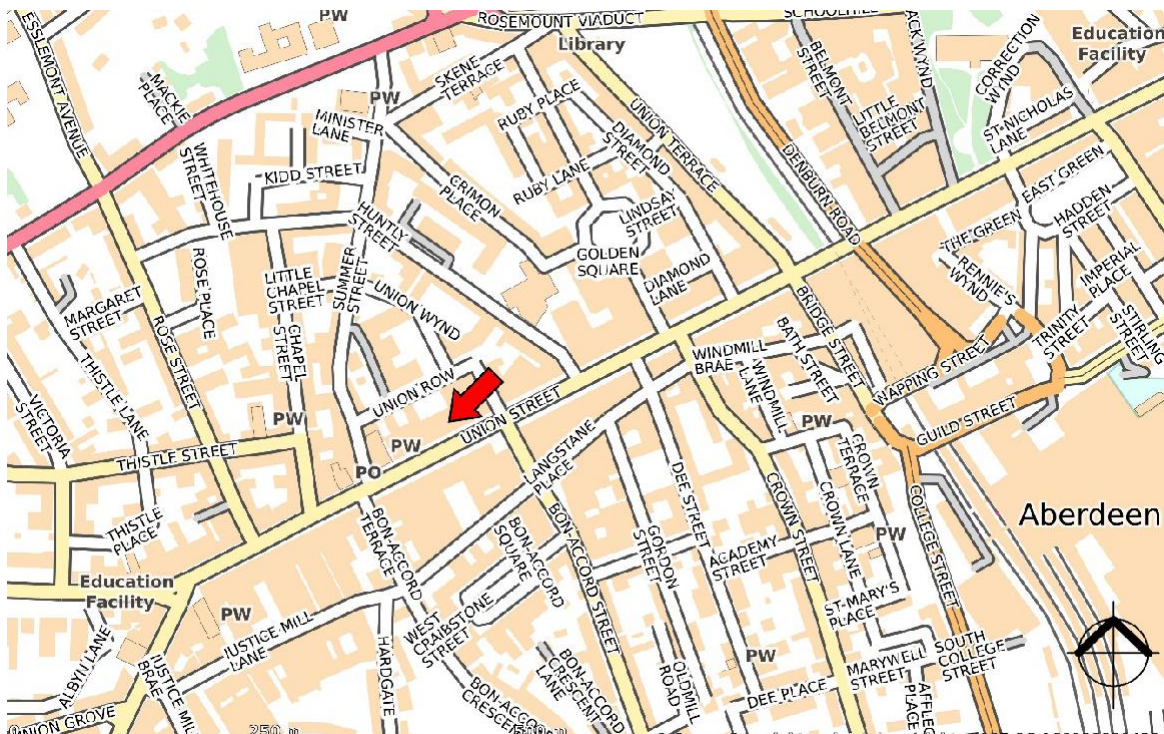 ESSLEMONT AVENUE
MACKIE
PLACE
PW
ROSEMOUNT VIADUCT
SCHOOLHILL
Library
BELMONT
STREET
BACK WYND
CORRECTION
WYND
Education
Facility
SKENE
TERRACE
PW
MINISTER
LANE
RUBY PLACE
DIAMOND
STREET
UNION TERRACE
DENBURN ROAD
LITTLE
BELMONT
STREET
ST-NICHOLAS
LANE
WHITEHOUSE
STREET
KIDD STREET
CRIMON
PLACE
RUBY LANE
LINDSAY
STREET
THE GREEN
EAST GREEN
HADDEN
STREET
HUNTLY
STREET
GOLDEN
SQUARE
ROSE PLACE
LITTLE
CHAPEL
STREET
SUMMER
STREET
UNION WYND
DIAMOND
LANE
RENNIE'S
WYND
IMPERIAL
PLACE
MARGARET
STREET
CHAPEL
STREET
BRIDGE STREET
TRINITY
STREET
STIRLING
STREET
ROSE STREET
THISTLE LANE
UNION ROW
WINDMILL
BRAE
WINDMILL
LANE
BATH STREET
WAPPING STREET
VICTORIA
STREET
PW
PW
UNION STREET
PW
GUILD STREET
THISTLE STREET
PO
LANGSTANE
PLACE
CROWN
TERRACE
COLLEGE STREET
THISTLE
PLACE
BON-ACCORD
TERRACE
BON-ACCORD
SQUARE
BON-ACCORD STREET
GORDON
STREET
DEE STREET
CROWN STREET
CROWN LANE
PW
Aberdeen
ACADEMY
STREET
Education
Facility
PW
WEST
CRAIBSTONE
STREET
ST-MARY'S
PLACE
ALBYN LANE
JUSTICE MILL
LANE
HARDGATE
JUSTICE MILL
BRAE
BON-ACCORD
CRESCENT
BON-ACCORD
CRESCENT
LANE
OLDMILL
ROAD
PW
MARYWELL
STREET
SOUTH
COLLEGE
STREET
DEE PLACE
UNION GROVE
250 m